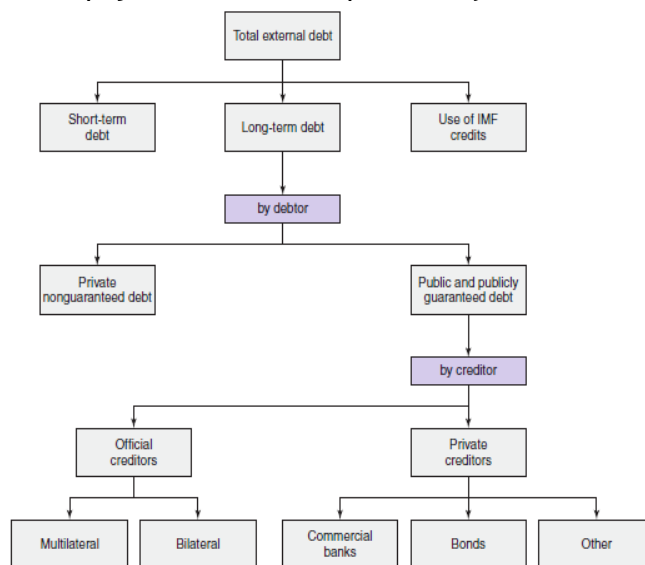 Total external debt
Short-term
debt
Long-term debt
Use of IMF
credits
by debtor
Private
nonguaranteed debt
Public and publicly
guaranteed debt
by creditor
Official
creditors
Private
creditors
Multilateral
Bilateral
Commercial
banks
Bonds
Other